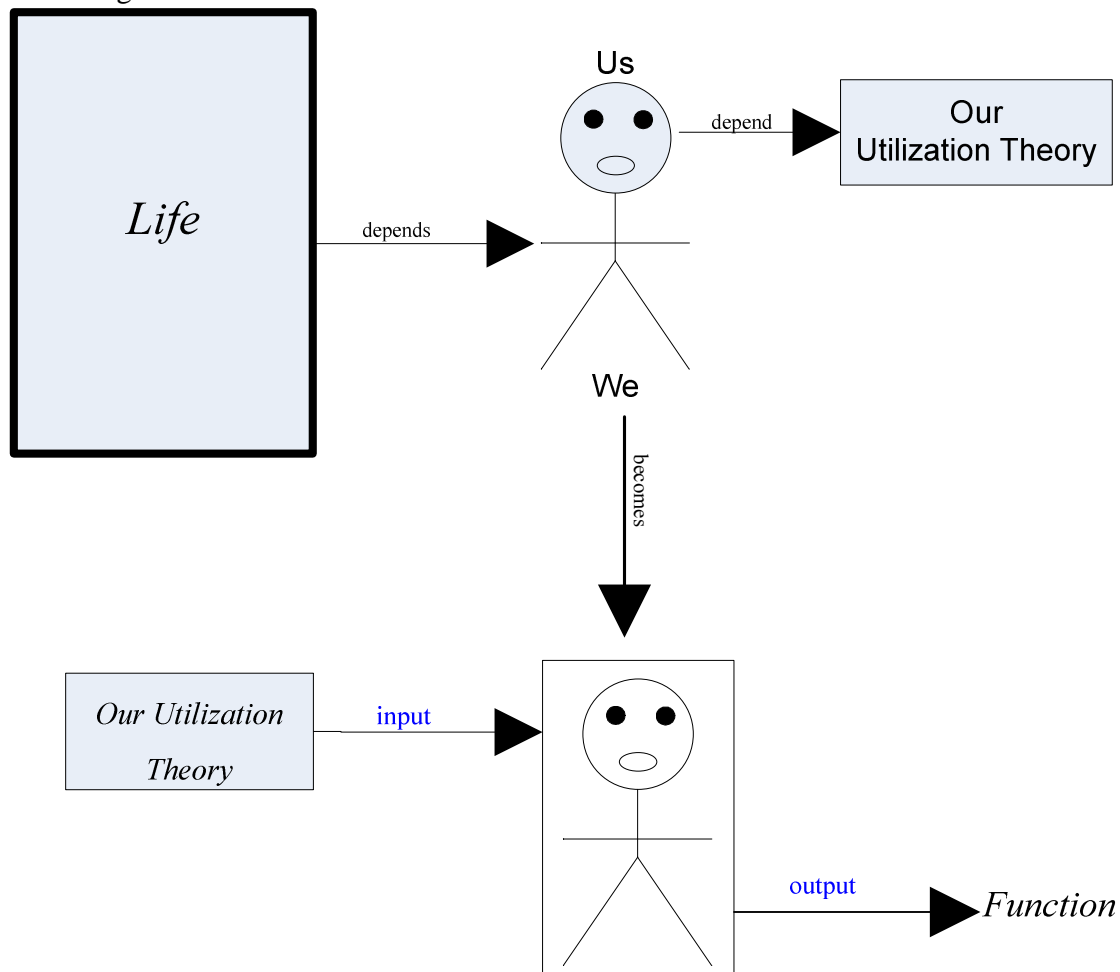 Us
depend
Our
Utilization Theory
Life
depends
We
becomes
Our Utilization
Theory
input
output
Function